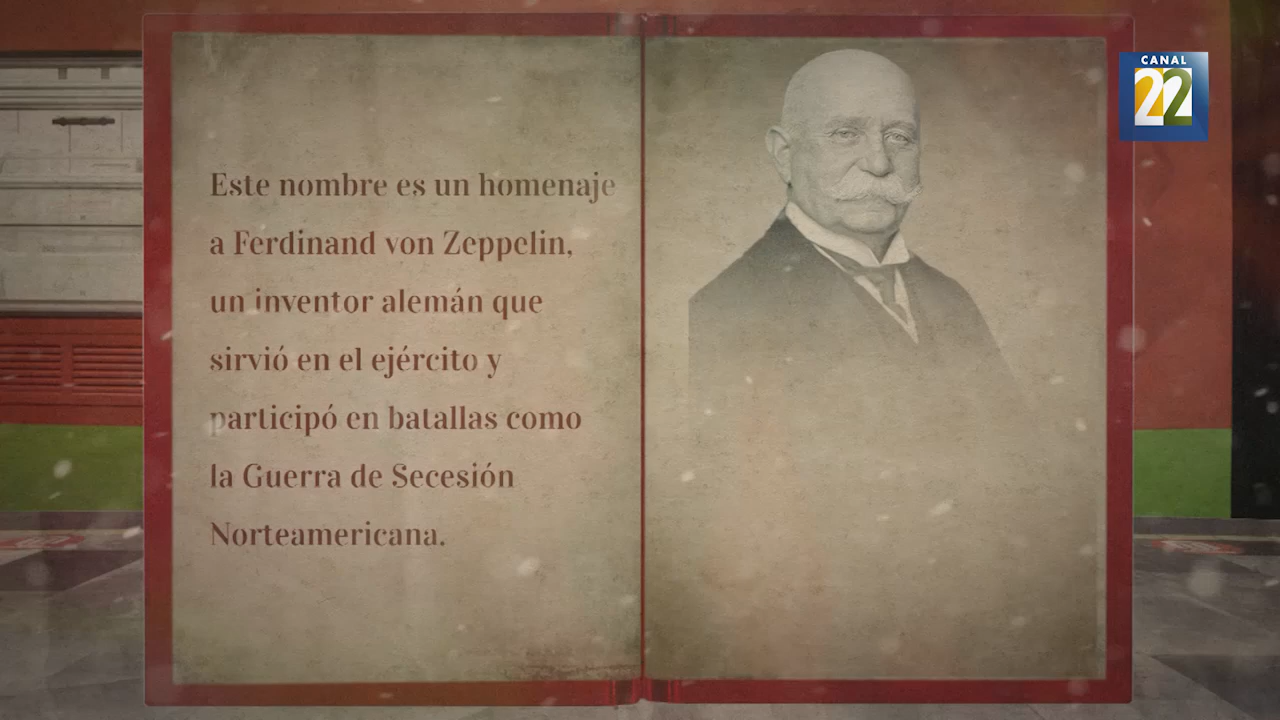 Este nombre es un homenaje
a Ferdinand von Zeppelin,
un inventor alemán que
sirvió en el ejército y
participó en batallas como
la Guerra de Secesión
Norteamericana.
CANAL
22